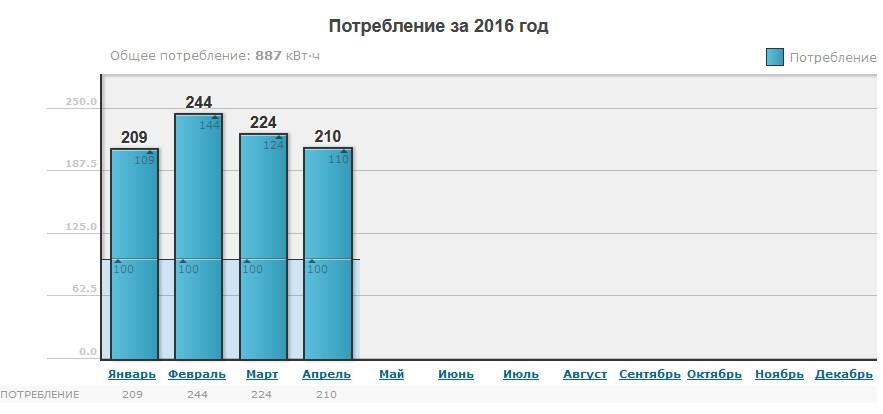 Потребление за 2016 год
Общее потребление: 887 кВт·ч
Потребление
250.0
187.5
125.0
62.5
0.0
209 244 224 210
109 144 124 110
100 100 100 100
Январь Февраль Март Апрель Май Июнь Июль Август Сентябрь Октябрь Ноябрь Декабрь
ПОТРЕБЛЕНИЕ 209 244 224 210